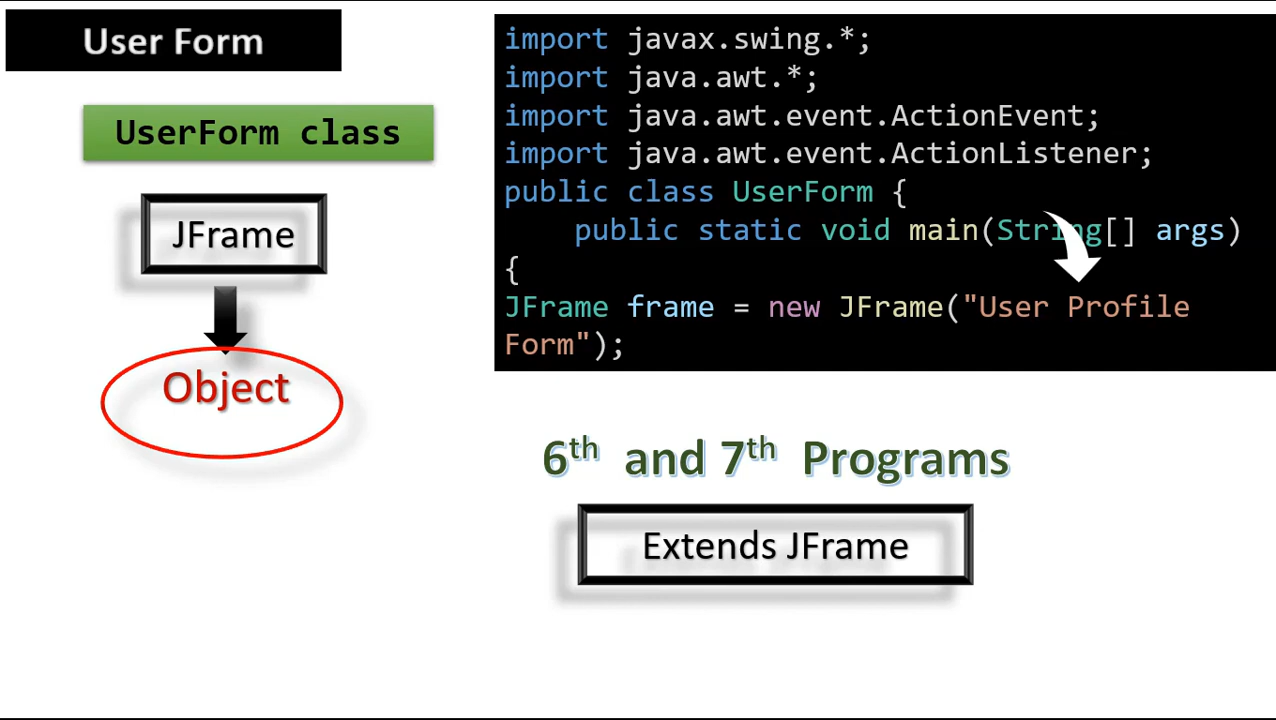 User Form
UserForm class
JFrame
Object
import javax.swing.*;
import java.awt.*;
import java.awt.event.ActionEvent;
import java.awt.event.ActionListener;
public class UserForm {
public static void main(String[] args)
{
JFrame frame = new JFrame("User Profile
Form");
6th and 7th Programs
Extends JFrame